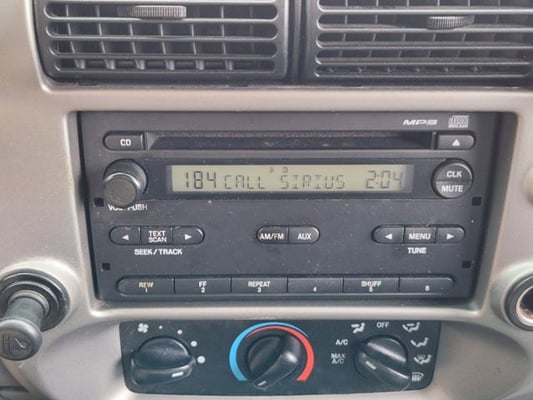 MP3
CD
184 CALL SIRIUS 2:04
CLK
MUTE
VOL PUSH
TEXT
SCAN
AM/FM AUX
MENU
SEEK/TRACK
TUNE
REW
1
FF
2
REPEAT
3
4
SHUFF
5
6
OFF
A/C
MAX
A/C